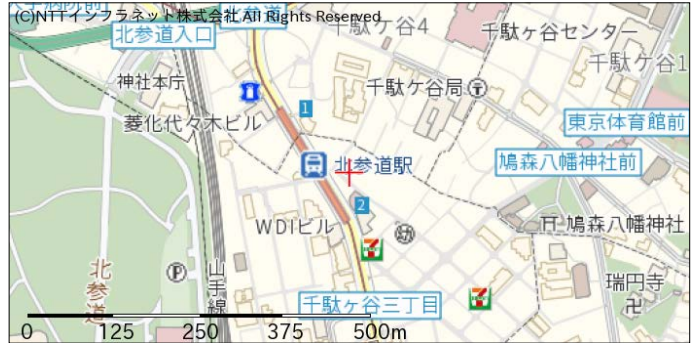 (C)NTTインフラネット株式会社 All Rights Reserved
北参道入口
千駄ケ谷4
千駄ヶ谷センター
千駄ケ谷1
神社本庁
千駄ケ谷局
菱化代々木ビル
1
東京体育館前
北参道駅
鳩森八幡神社前
2
WDIビル
鳩森八幡神社
北参道
P
山手線
瑞円寺
千駄ヶ谷三丁目
0 125 250 375 500m